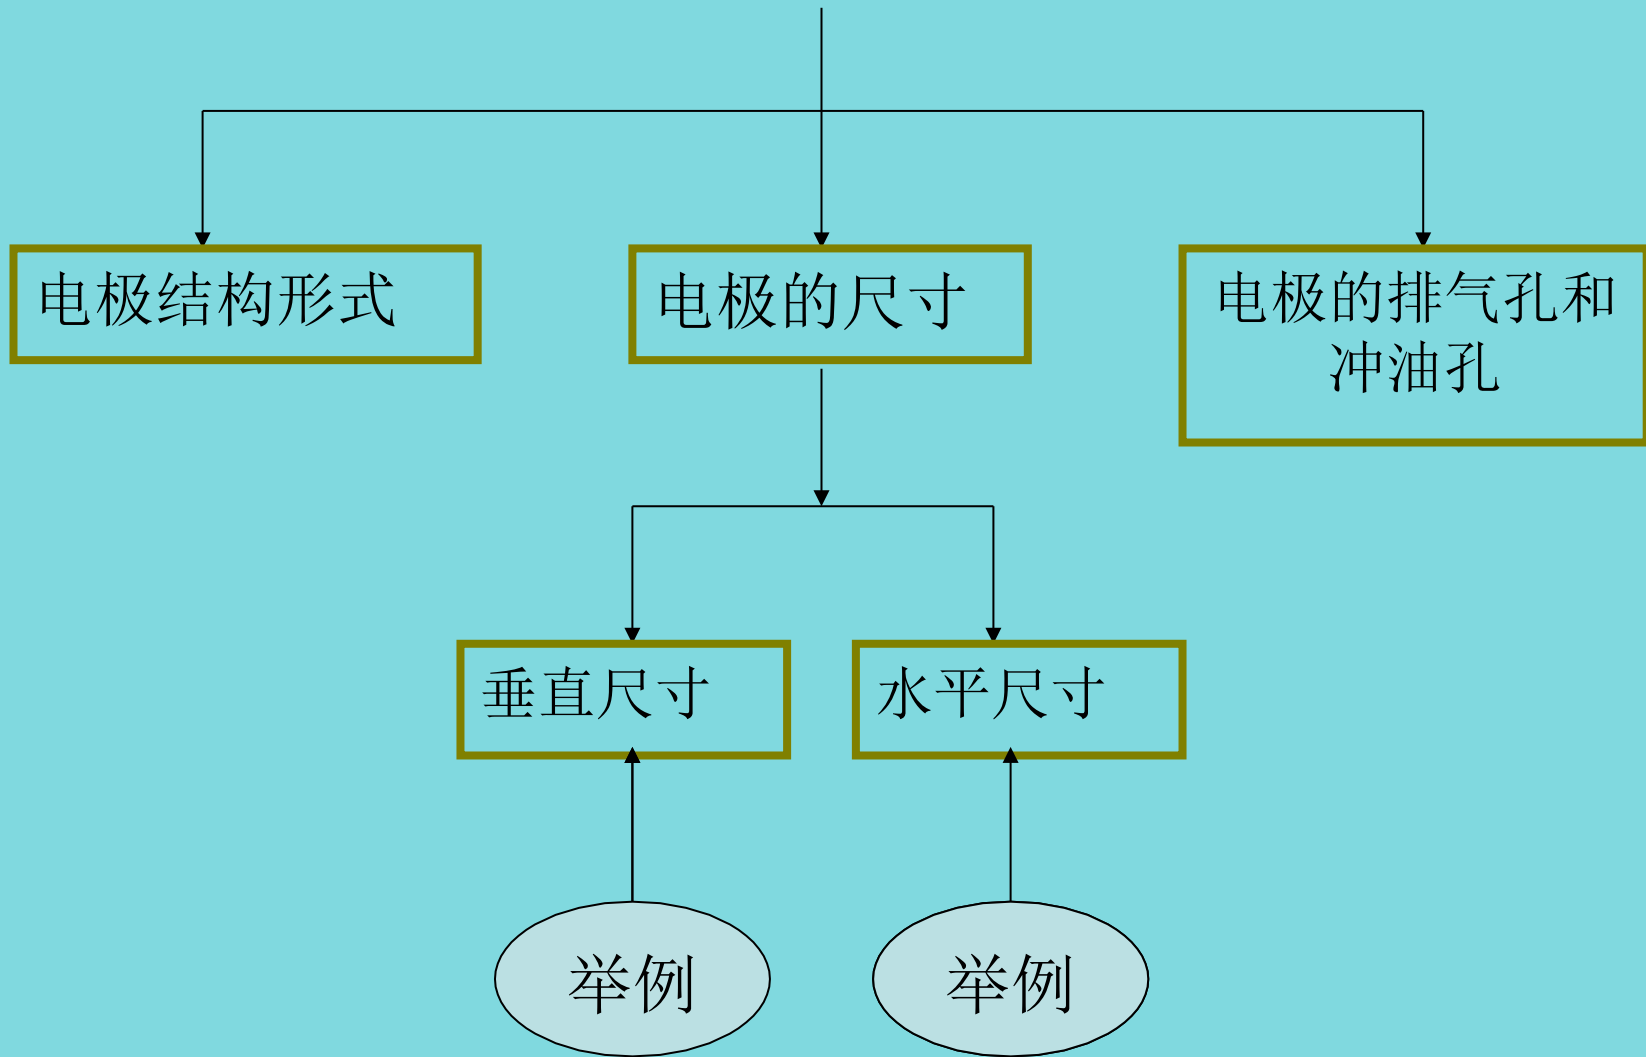 电极结构形式
电极的尺寸
电极的排气孔和
冲油孔
垂直尺寸
水平尺寸
举例
举例